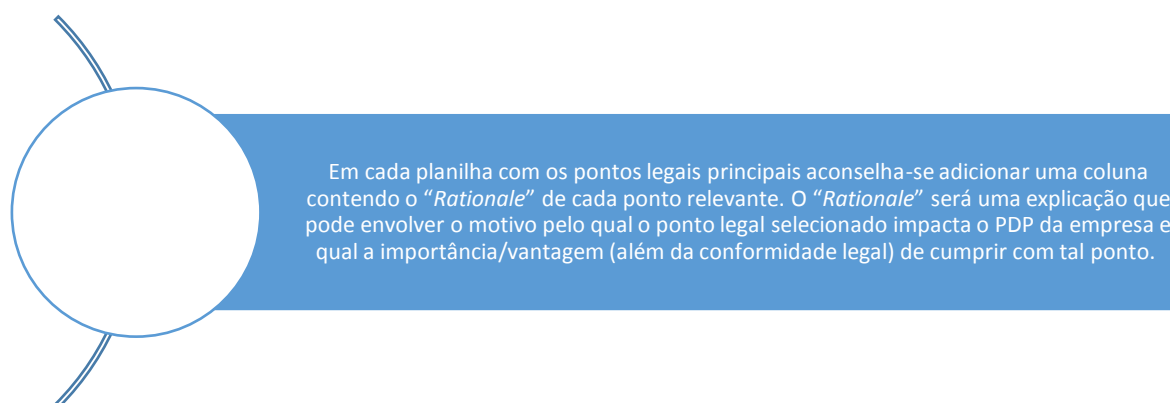 Em cada planilha com os pontos legais principais aconselha-se adicionar uma coluna
contendo o “Rationale” de cada ponto relevante. O “Rationale” será uma explicação que
pode envolver o motivo pelo qual o ponto legal selecionado impacta o PDP da empresa e
qual a importância/vantagem (além da conformidade legal) de cumprir com tal ponto.